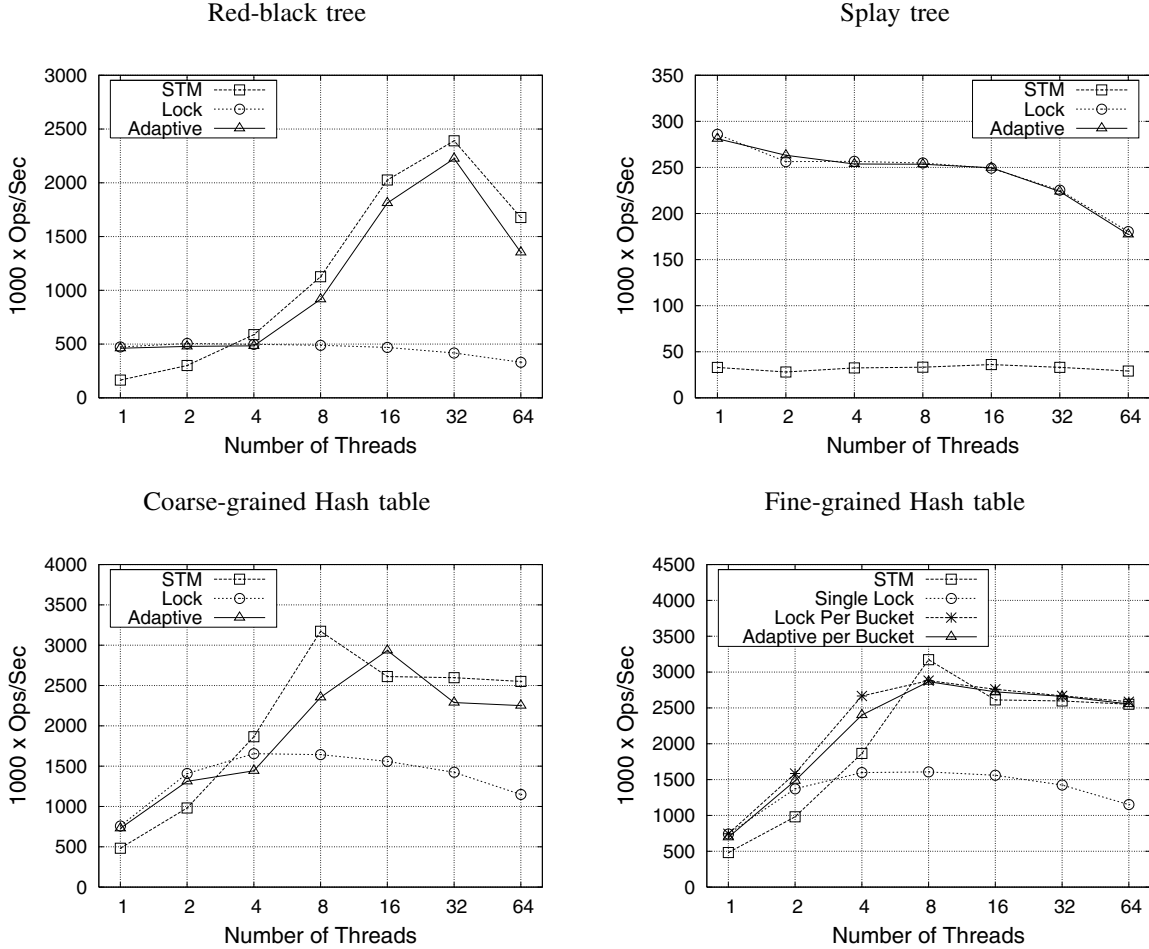 Red-black tree
3000
2500
2000
1500
1000
500
0
1000 x Ops/Sec
STM
Lock
Adaptive
1 2 4 8 16 32 64
Number of Threads
Splay tree
350
300
250
200
150
100
50
0
1000 x Ops/Sec
STM
Lock
Adaptive
1 2 4 8 16 32 64
Number of Threads
Coarse-grained Hash table
4000
3500
3000
2500
2000
1500
1000
500
0
1000 x Ops/Sec
STM
Lock
Adaptive
1 2 4 8 16 32 64
Number of Threads
Fine-grained Hash table
4500
4000
3500
3000
2500
2000
1500
1000
500
0
1000 x Ops/Sec
STM
Single Lock
Lock Per Bucket
Adaptive per Bucket
1 2 4 8 16 32 64
Number of Threads